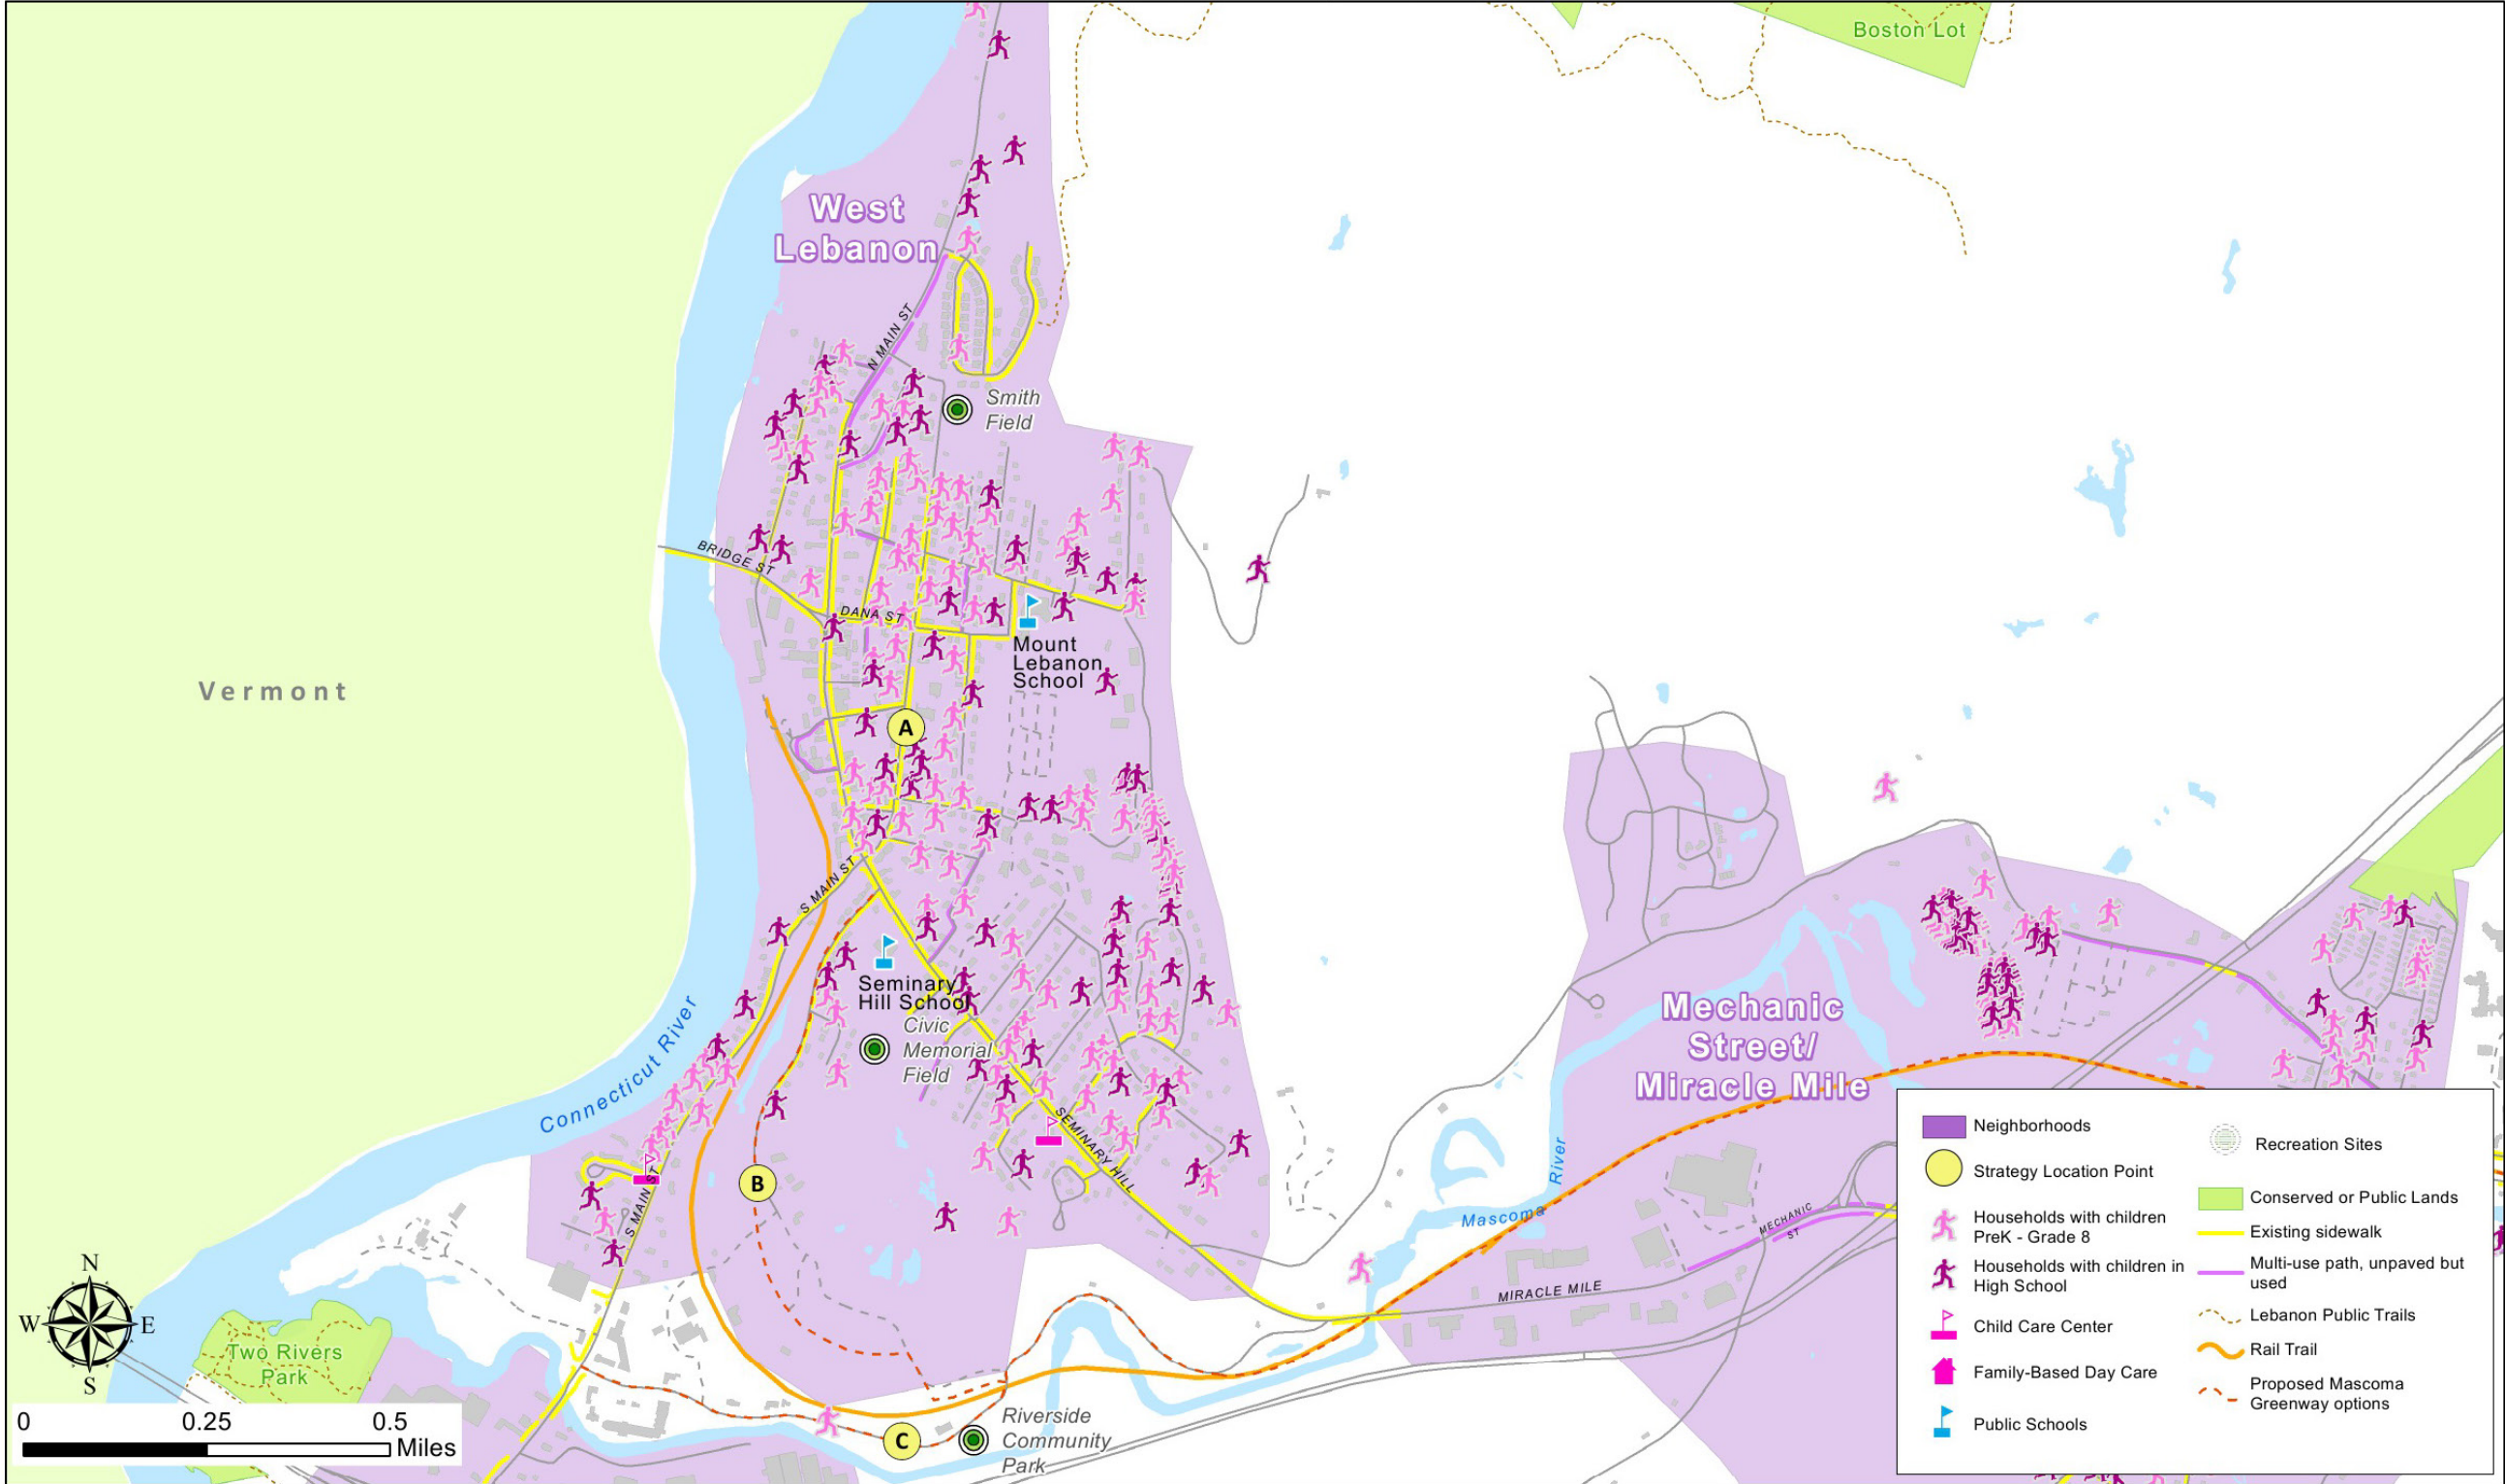 Boston Lot
West
Lebanon
N MAIN ST
Smith
Field
BRIDGE ST
DANA ST
Mount
Lebanon
School
Vermont
A
S MAIN ST
Seminary
Hill School
Civic
Memorial
Field
Connecticut River
Mechanic
Street/
Miracle Mile
SEMINARY HILL
B
S MAIN ST
River
Mascoma
MECHANIC
ST
MIRACLE MILE
N
W
E
S
Two Rivers
Park
0
0.25
0.5
Miles
C
Riverside
Community
Park
Neighborhoods
Strategy Location Point
Households with children
PreK - Grade 8
Households with children in
High School
Child Care Center
Family-Based Day Care
Public Schools
Recreation Sites
Conserved or Public Lands
Existing sidewalk
Multi-use path, unpaved but
used
Lebanon Public Trails
Rail Trail
Proposed Mascoma
Greenway options